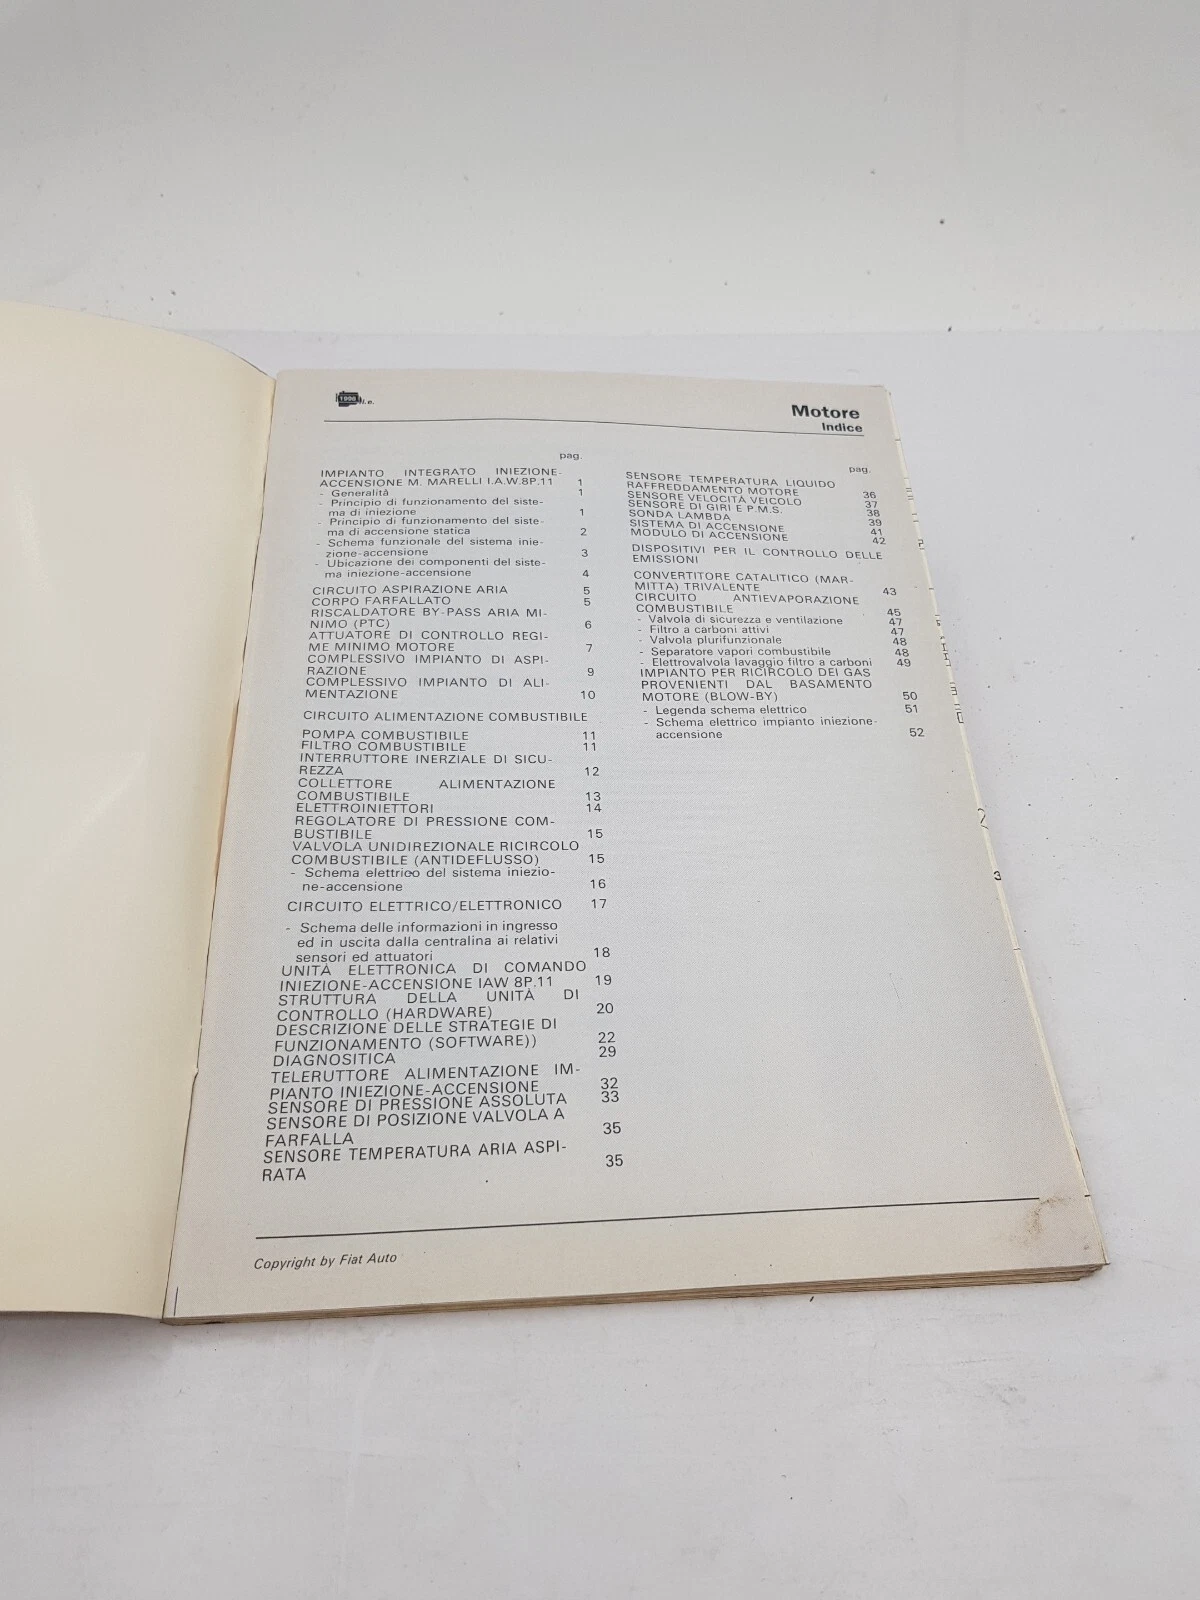 1996 i.e.
Motore
Indice
pag.
IMPIANTO INTEGRATO INIEZIONE-
ACCENSIONE M. MARELLI I.A.W.8P.11 1
- Generalità 1
- Principio di funzionamento del siste-
ma di iniezione 1
- Principio di funzionamento del siste-
ma di accensione statica 2
- Schema funzionale del sistema inie-
zione-accensione 3
- Ubicazione dei componenti del siste-
ma iniezione-accensione 4
CIRCUITO ASPIRAZIONE ARIA 5
CORPO FARFALLATO 5
RISCALDATORE BY-PASS ARIA MI-
NIMO (PTC) 6
ATTUATORE DI CONTROLLO REGI-
ME MINIMO MOTORE 7
COMPLESSIVO IMPIANTO DI ASPI-
RAZIONE 9
COMPLESSIVO IMPIANTO DI ALI-
MENTAZIONE 10
CIRCUITO ALIMENTAZIONE COMBUSTIBILE
POMPA COMBUSTIBILE 11
FILTRO COMBUSTIBILE 11
INTERRUTTORE INERZIALE DI SICU-
REZZA 12
COLLETTORE ALIMENTAZIONE
COMBUSTIBILE 13
ELETTROINIETTORI 14
REGOLATORE DI PRESSIONE COM-
BUSTIBILE 15
VALVOLA UNIDIREZIONALE RICIRCOLO
COMBUSTIBILE (ANTIDEFLUSSO) 15
- Schema elettrico del sistema iniezio-
ne-accensione 16
CIRCUITO ELETTRICO/ELETTRONICO 17
- Schema delle informazioni in ingresso
ed in uscita dalla centralina ai relativi
sensori ed attuatori 18
UNITÀ ELETTRONICA DI COMANDO
INIEZIONE-ACCENSIONE IAW 8P.11 19
STRUTTURA DELLA UNITÀ DI
CONTROLLO (HARDWARE) 20
DESCRIZIONE DELLE STRATEGIE DI
FUNZIONAMENTO (SOFTWARE)) 22
DIAGNOSITICA 29
TELERUTTORE ALIMENTAZIONE IM-
PIANTO INIEZIONE-ACCENSIONE 32
SENSORE DI PRESSIONE ASSOLUTA 33
SENSORE DI POSIZIONE VALVOLA A
FARFALLA 35
SENSORE TEMPERATURA ARIA ASPI-
RATA 35
pag.
SENSORE TEMPERATURA LIQUIDO
RAFFREDDAMENTO MOTORE 36
SENSORE VELOCITÀ VEICOLO 37
SENSORE DI GIRI E P.M.S. 38
SONDA LAMBDA 39
SISTEMA DI ACCENSIONE 41
MODULO DI ACCENSIONE 42
DISPOSITIVI PER IL CONTROLLO DELLE
EMISSIONI
CONVERTITORE CATALITICO (MAR-
MITTA) TRIVALENTE 43
CIRCUITO ANTIEVAPORAZIONE
COMBUSTIBILE 45
- Valvola di sicurezza e ventilazione 47
- Filtro a carboni attivi 47
- Valvola plurifunzionale 48
- Separatore vapori combustibile 48
- Elettrovalvola lavaggio filtro a carboni 49
IMPIANTO PER RICIRCOLO DEI GAS
PROVENIENTI DAL BASAMENTO
MOTORE (BLOW-BY) 50
- Legenda schema elettrico 51
- Schema elettrico impianto iniezione-
accensione 52
Copyright by Fiat Auto